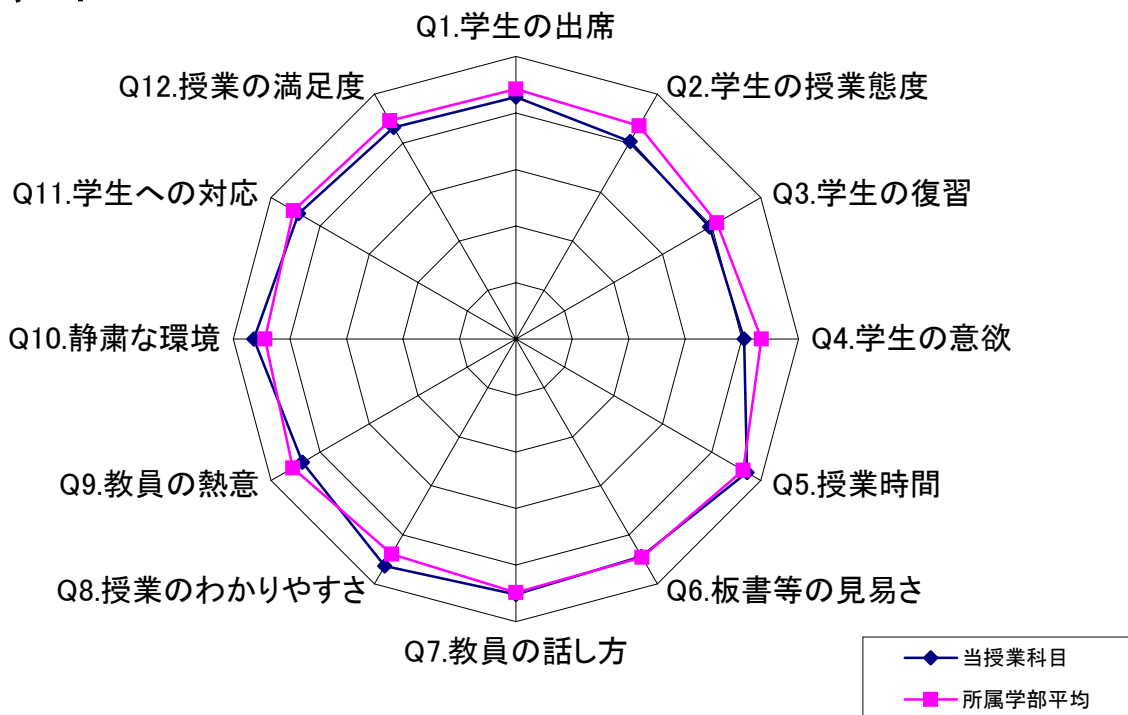 Q1.学生の出席
Q2.学生の授業態度
Q3.学生の復習
Q4.学生の意欲
Q5.授業時間
Q6.板書等の見易さ
Q7.教員の話し方
Q8.授業のわかりやすさ
Q9.教員の熱意
Q10.静粛な環境
Q11.学生への対応
Q12.授業の満足度
当授業科目
所属学部平均